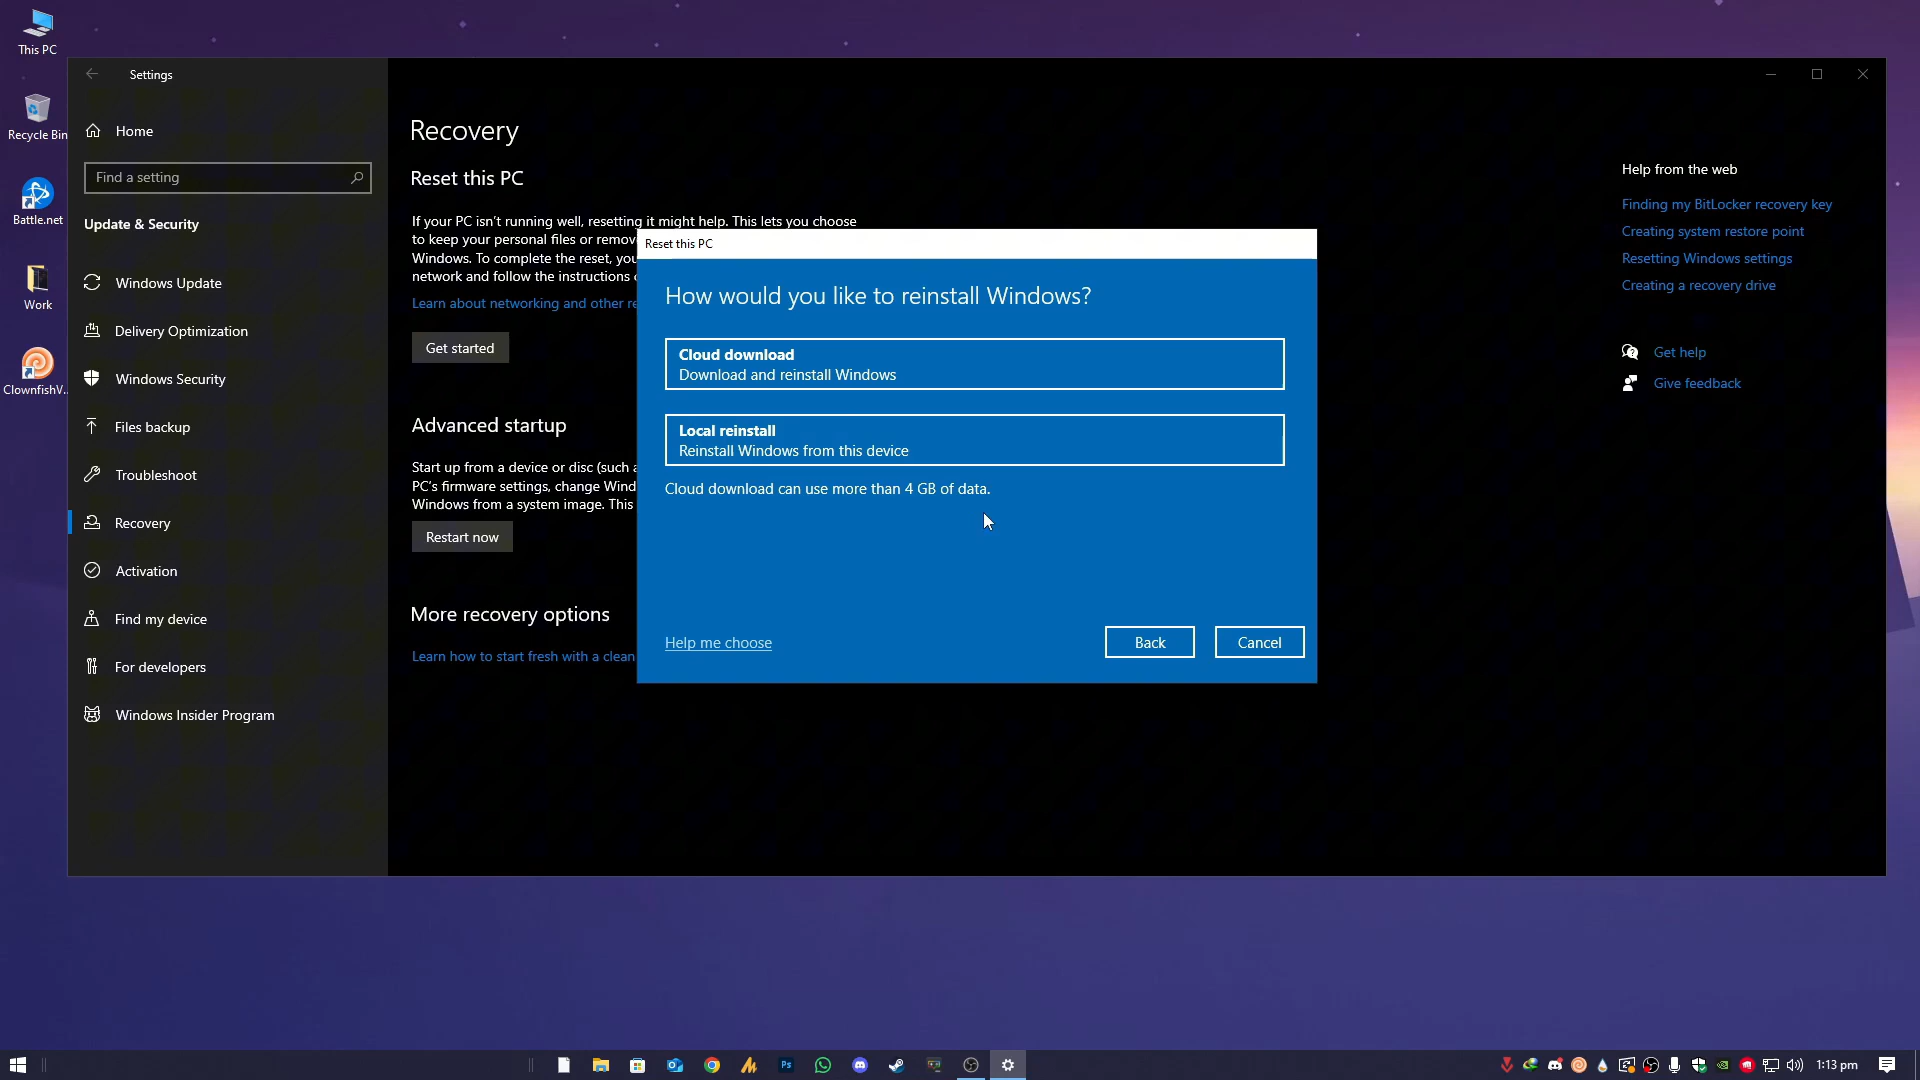 This PC
Recycle Bin
Battle.net
Work
ClownfishV...
Settings
Home
Find a setting
Update & Security
Windows Update
Delivery Optimization
Windows Security
Files backup
Troubleshoot
Recovery
Activation
Find my device
For developers
Windows Insider Program
Recovery
Reset this PC
If your PC isn't running well, resetting it might help. This lets you choose
to keep your personal files or remov
Windows. To complete the reset, you
network and follow the instructions
Learn about networking and other re
Get started
Advanced startup
Start up from a device or disc (such a
PC's firmware settings, change Wind
Windows from a system image. This
Restart now
More recovery options
Learn how to start fresh with a clean
Reset this PC
How would you like to reinstall Windows?
Cloud download
Download and reinstall Windows
Local reinstall
Reinstall Windows from this device
Cloud download can use more than 4 GB of data.
Help me choose
Back
Cancel
Help from the web
Finding my BitLocker recovery key
Creating system restore point
Resetting Windows settings
Creating a recovery drive
Get help
Give feedback
Ps
1:13 pm